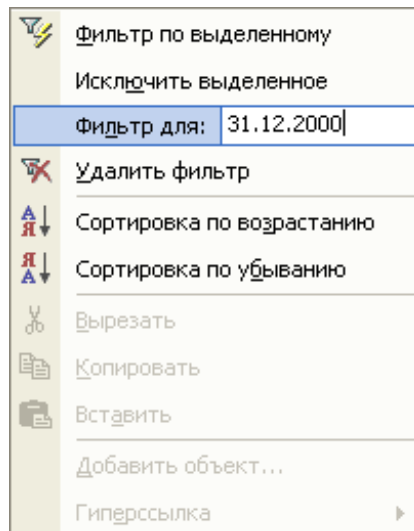 Фильтр по выделенному
Исключить выделенное
Фильтр для: 31.12.2000
Удалить фильтр
Сортировка по возрастанию
Сортировка по убыванию
Вырезать
Копировать
Вставить
Добавить объект...
Гиперссылка